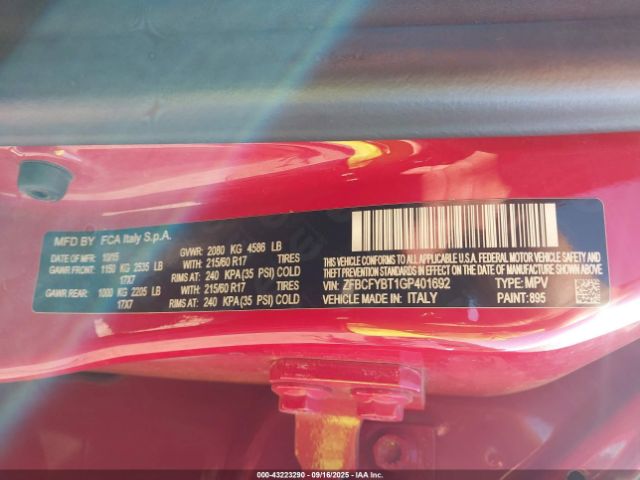 MFD BY FCA Italy S.p.A.
DATE OF MFD: 10/15 GVWR: 2080 KG 4586 LB
GAWR FRONT: 1150 KG 2535 LB WITH: 215/60 R17 TIRES
17X7 RIMS AT: 240 KPA (35 PSI) COLD
GAWR REAR: 1000 KG 2205 LB WITH: 215/60 R17 TIRES
17X7 RIMS AT: 240 KPA (35 PSI) COLD
THIS VEHICLE CONFORMS TO ALL APPLICABLE U.S.A. FEDERAL MOTOR VEHICLE
SAFETY, BUMPER, AND THEFT PREVENTION STANDARDS IN EFFECT ON THE DATE OF MANUFACTURE SHOWN ABOVE.
VIN: ZFBCFYBT1GP401692 TYPE: MPV
VEHICLE MADE IN: ITALY PAINT: 895
000-43223290 - 09/16/2025 - IAAI.com